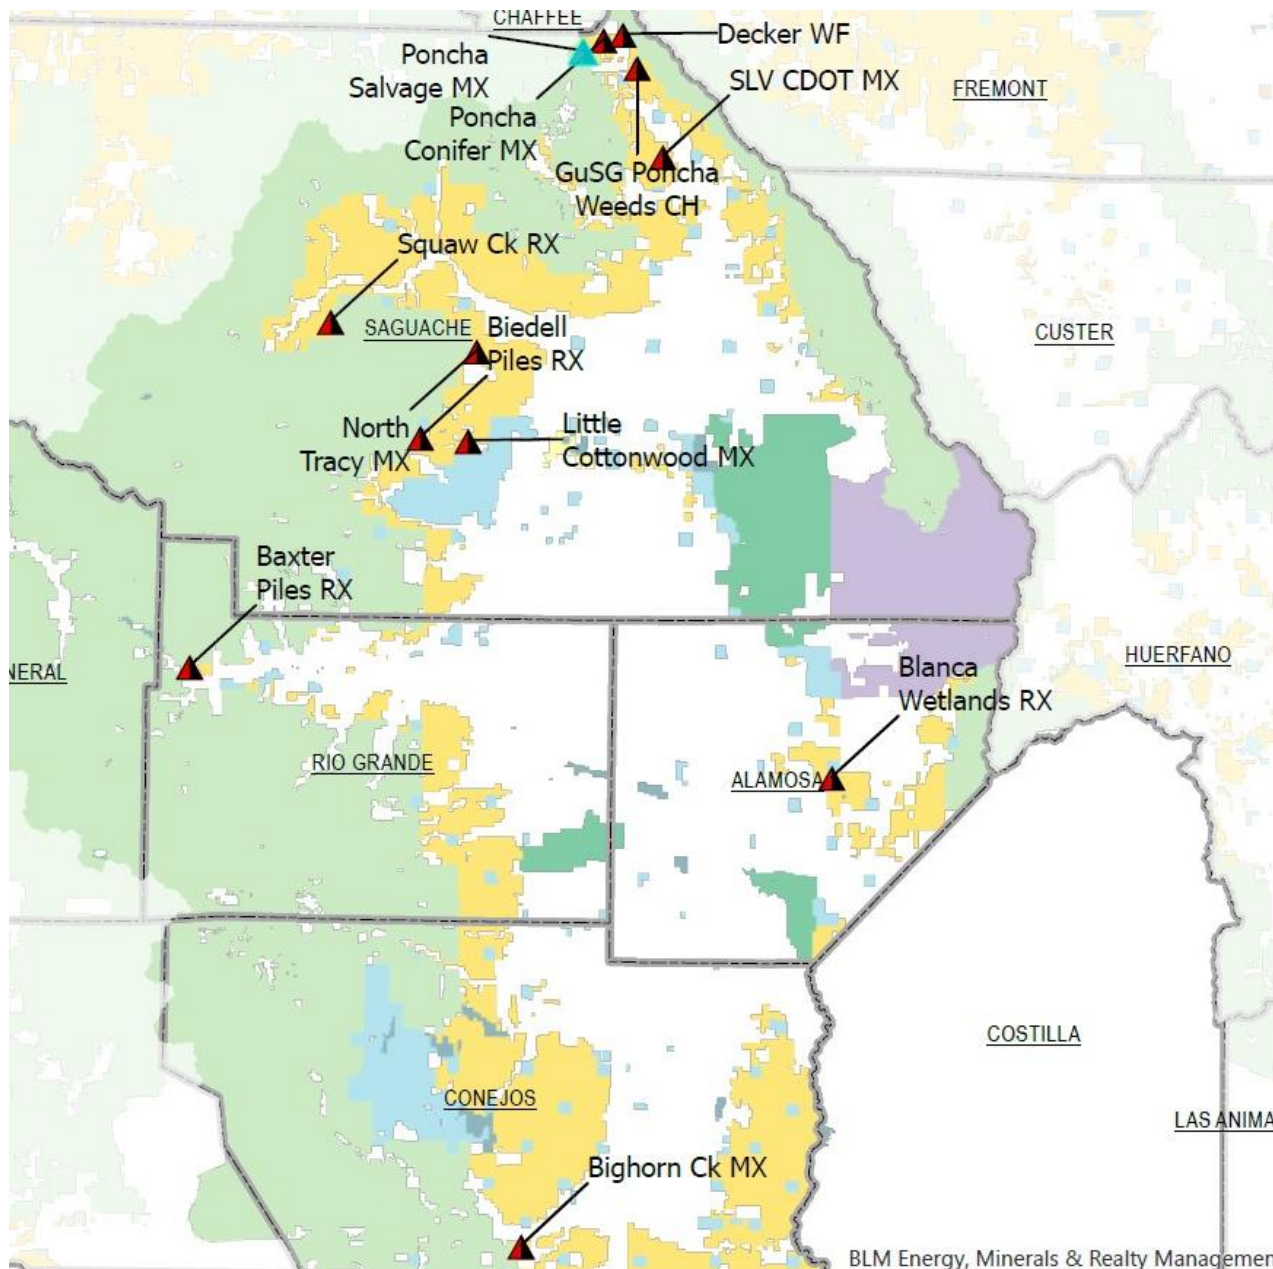 CHAFFEE
Decker WF
Poncha
Salvage MX
SLV CDOT MX
FREMONT
Poncha
Conifer MX
GuSG Poncha
Weeds CH
Squaw Ck RX
SAGUACHE
Biedell
Piles RX
CUSTER
North
Tracy MX
Little
Cottonwood MX
Baxter
Piles RX
NERAL
HUERFANO
Blanca
Wetlands RX
RIO GRANDE
ALAMOSA
COSTILLA
CONEJOS
LAS ANIMA
Bighorn Ck MX
BLM Energy, Minerals & Realty Managemen